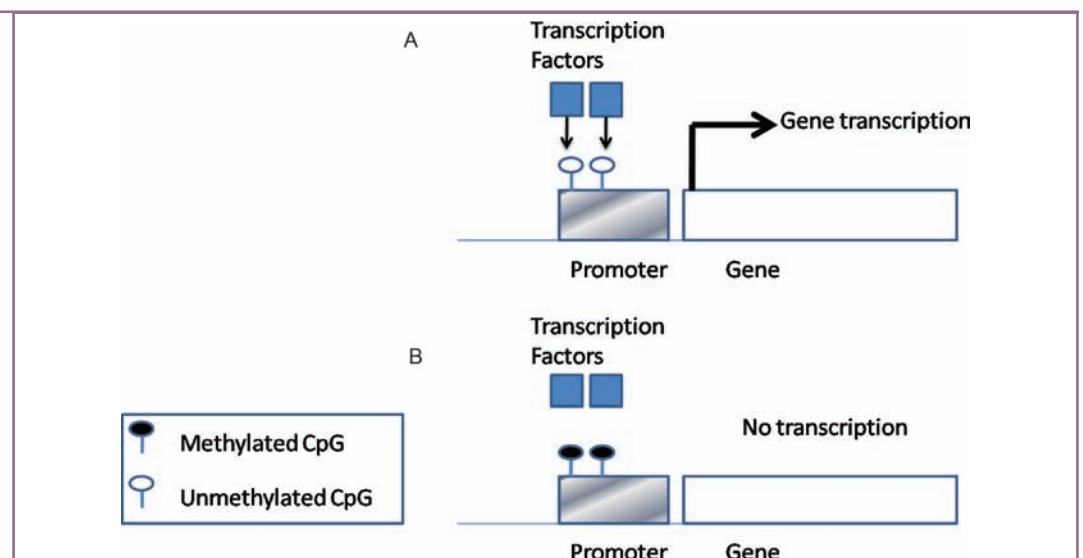 A
Transcription
Factors
Gene transcription
Promoter Gene
Transcription
B
Factors
No transcription
Methylated CpG
Unmethylated CpG
Promoter Gene